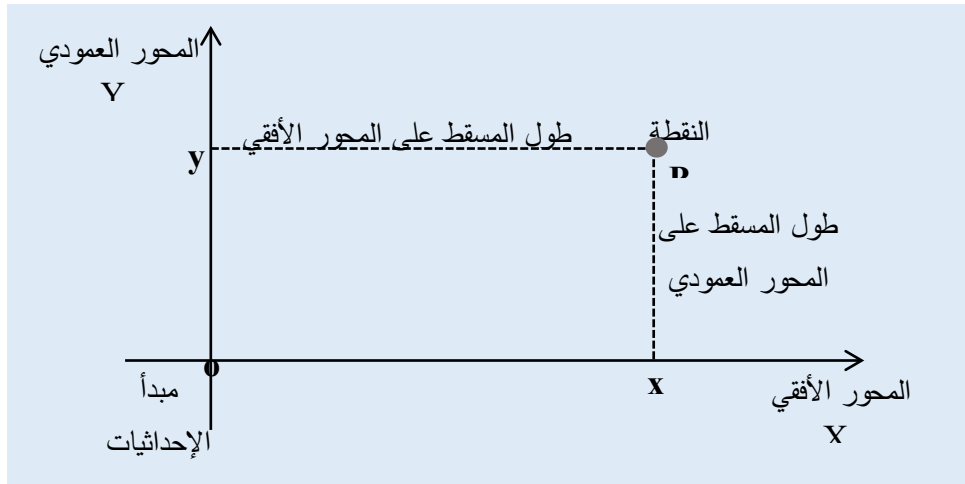 المحور العمودي
Y
طول المسقط على المحور الأفقي
النقطة
y
P
طول المسقط على
المحور العمودي
o
x
مبدأ
الإحداثيات
المحور الأفقي
X